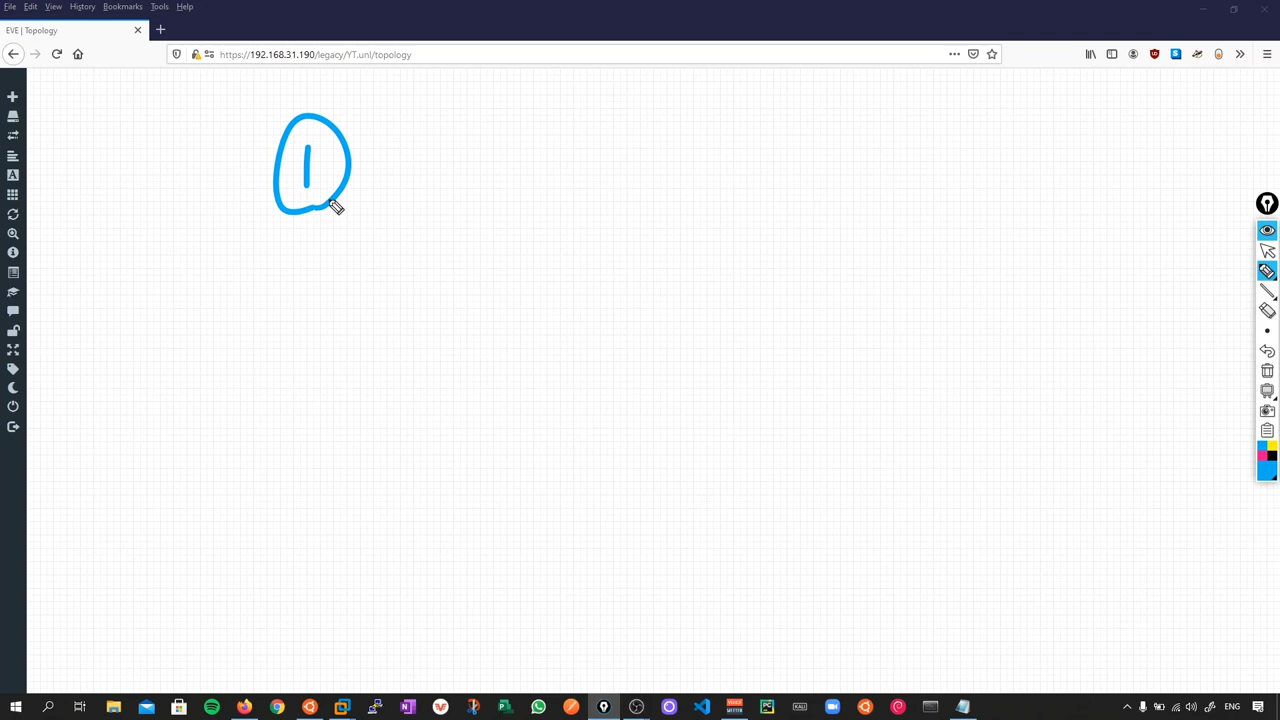 File Edit View History Bookmarks Tools Help
EVE | Topology
https://192.168.31.190/legacy/YT.unl/topology
1
ENG